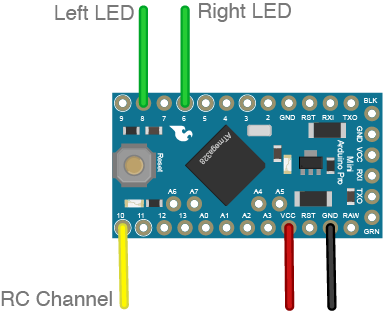 Left LED
Right LED
BLK
9 8 7 6 5 4 3 2 GND RST RXI TXO
GND
VCC
RXI
TXO
GRN
Reset
ATmega328
Arduino Pro
Mini
A6 A7 A4 A5
10 11 12 13 A0 A1 A2 A3 VCC RST GND RAW
RC Channel